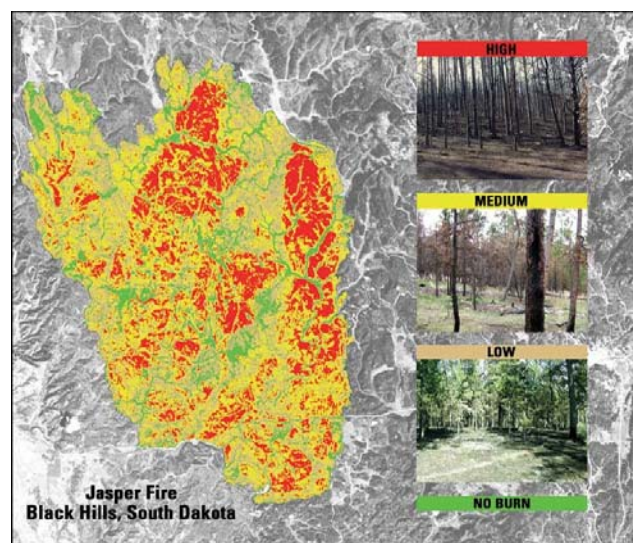 HIGH
MEDIUM
LOW
NO BURN
Jasper Fire
Black Hills, South Dakota